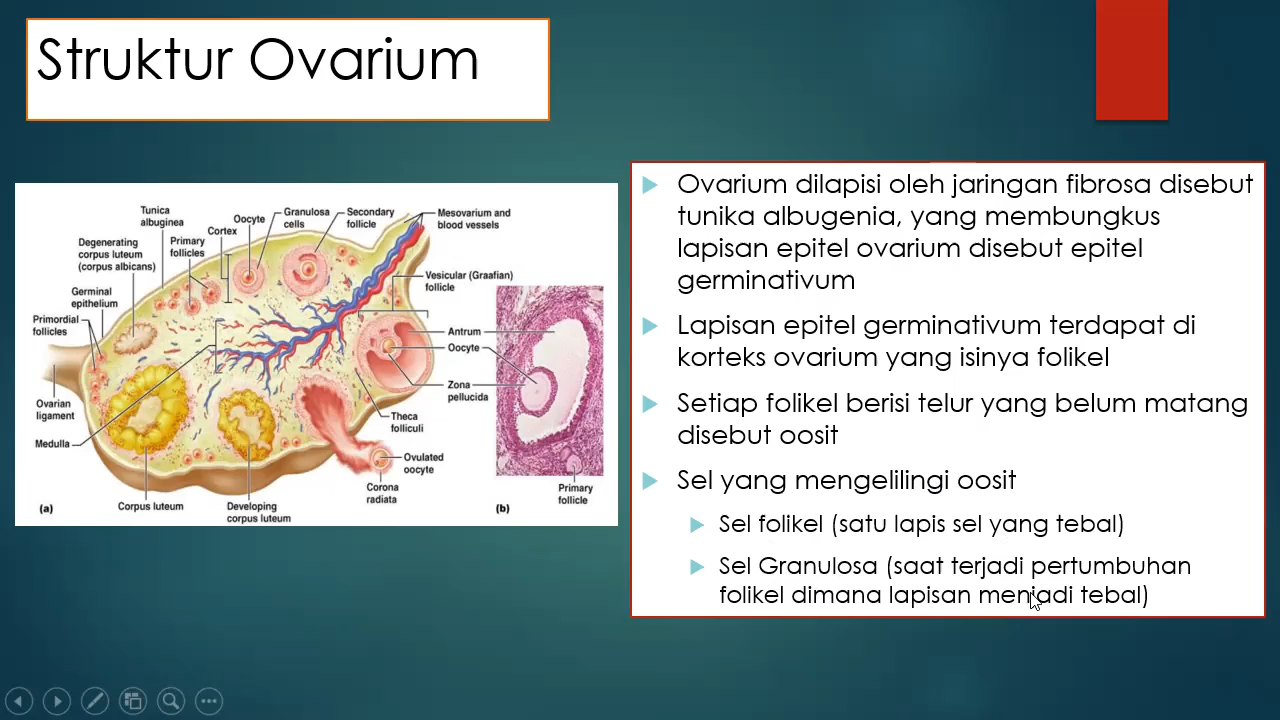 Struktur Ovarium
Tunica
albuginea
Degenerating
corpus luteum
(corpus albicans)
Germinal
epithelium
Primordial
follicles
Primary
follicles
Cortex
Oocyte
Granulosa
cells
Secondary
follicle
Mesovarium and
blood vessels
Vesicular (Graafian)
follicle
Antrum
Oocyte
Zona
pellucida
Theca
folliculi
Ovulated
oocyte
Corona
radiata
Ovarian
ligament
Medulla
Corpus luteum
Developing
corpus luteum
Primary
follicle
(a)
(b)
Ovarium dilapisi oleh jaringan fibrosa disebut
tunika albugenia, yang membungkus
lapisan epitel ovarium disebut epitel
germinativum
Lapisan epitel germinativum terdapat di
korteks ovarium yang isinya folikel
Setiap folikel berisi telur yang belum matang
disebut oosit
Sel yang mengelilingi oosit
Sel folikel (satu lapis sel yang tebal)
Sel Granulosa (saat terjadi pertumbuhan
folikel dimana lapisan menjadi tebal)